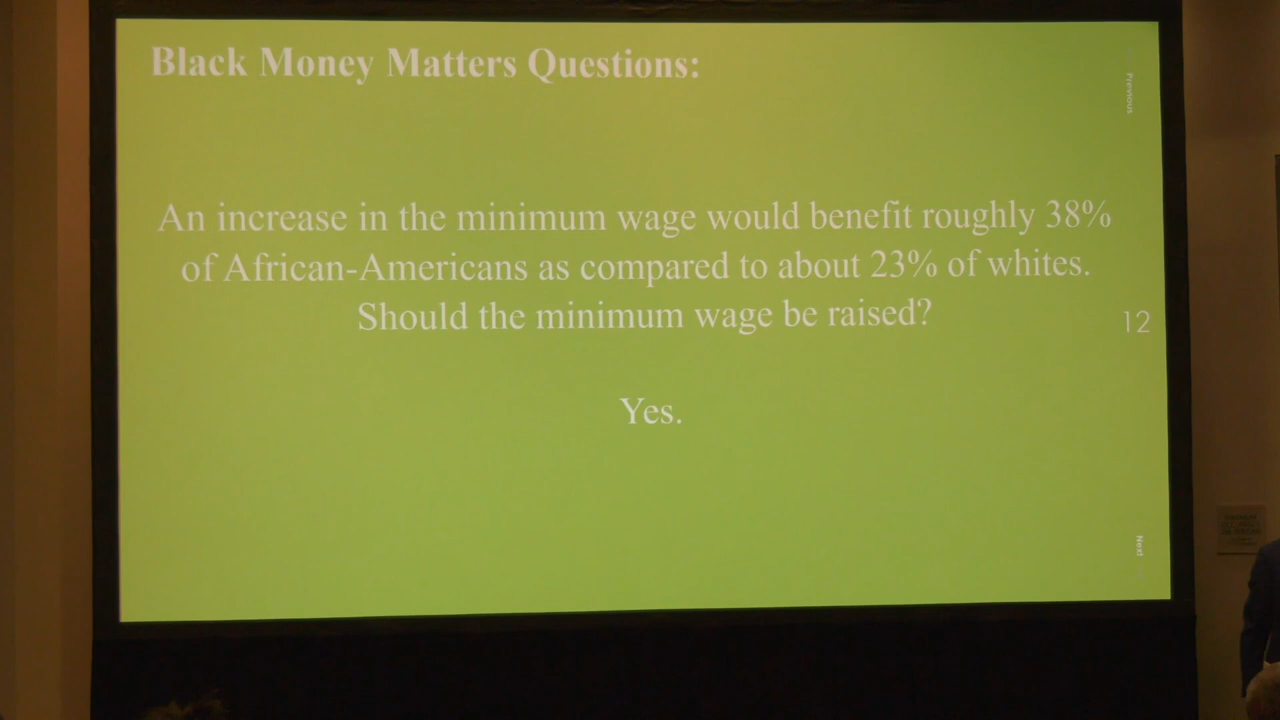 Black Money Matters Questions:
Previous
An increase in the minimum wage would benefit roughly 38%
of African-Americans as compared to about 23% of whites.
Should the minimum wage be raised?
12
Yes.
Next